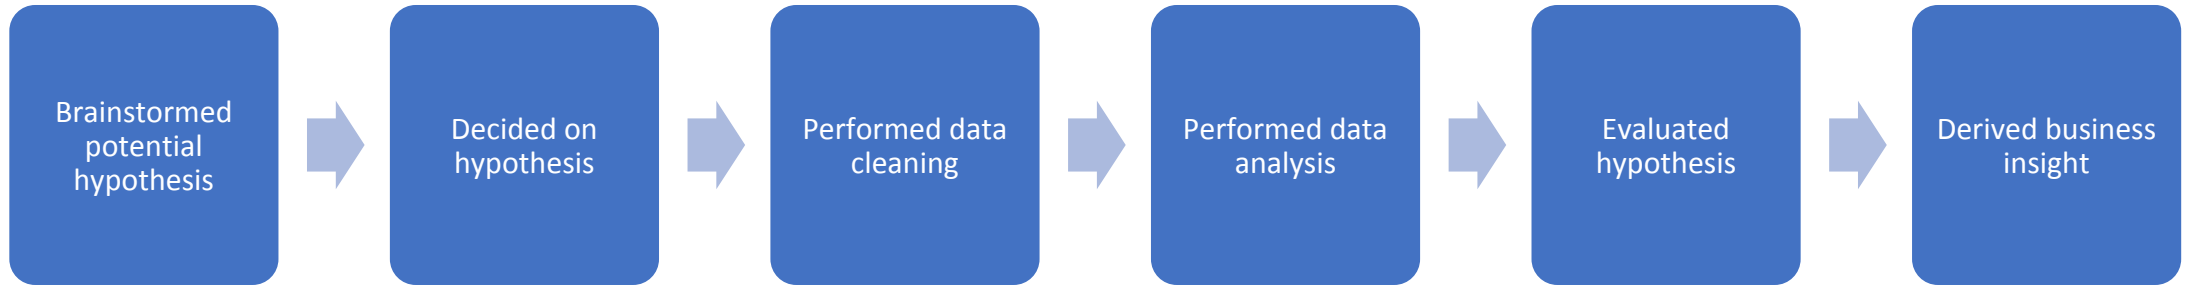 Brainstormed
potential
hypothesis
Decided on
hypothesis
Performed data
cleaning
Performed data
analysis
Evaluated
hypothesis
Derived business
insight